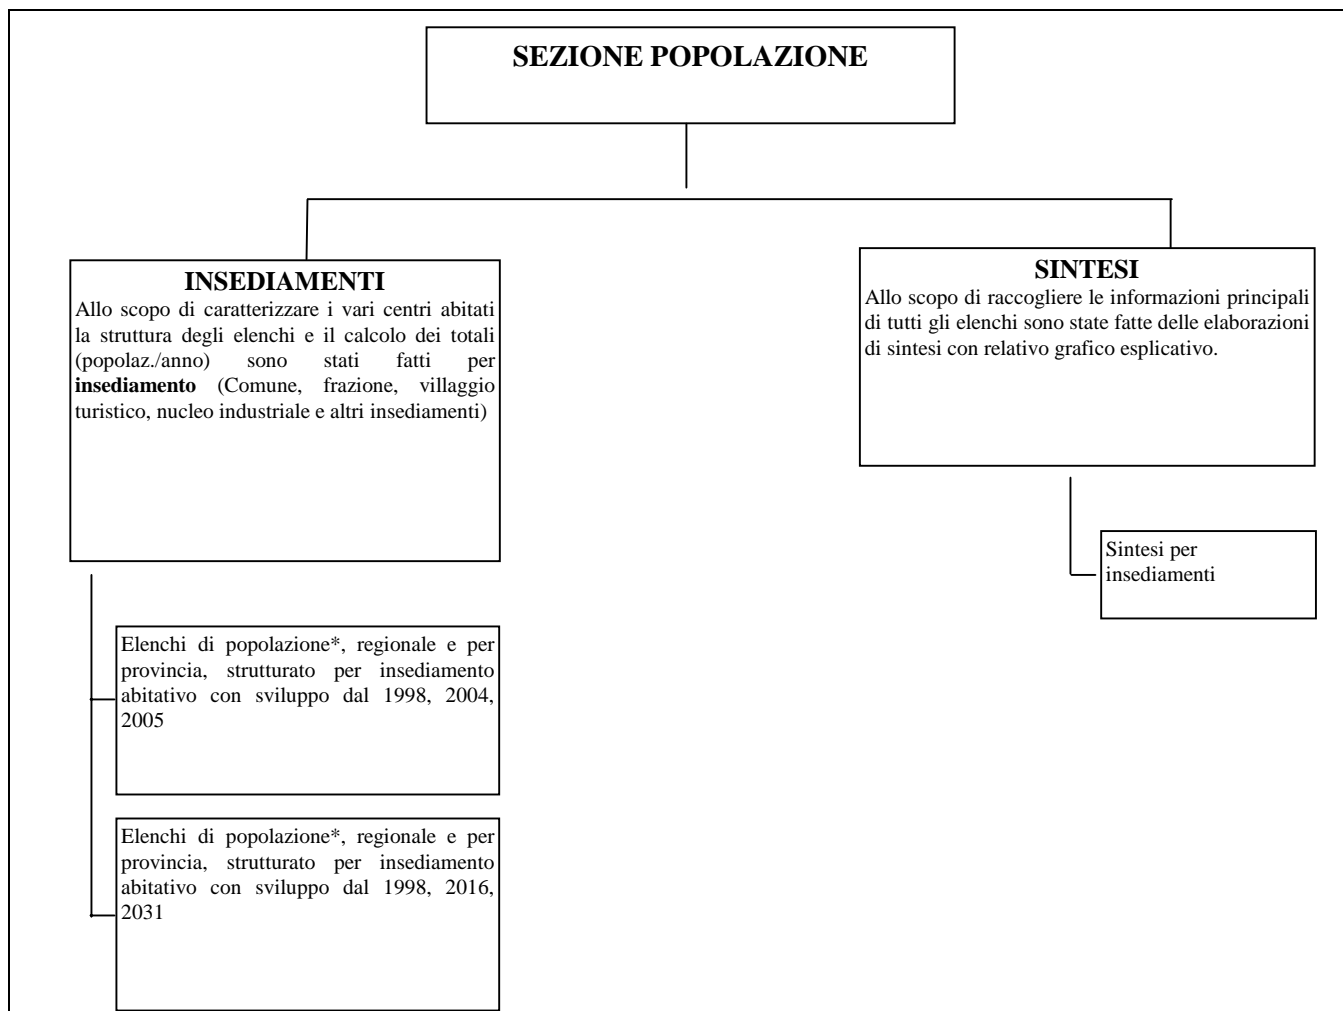 SEZIONE POPOLAZIONE
INSEDIAMENTI
Allo scopo di caratterizzare i vari centri abitati
la struttura degli elenchi e il calcolo dei totali
(popolaz./anno) sono stati fatti per
insediamento (Comune, frazione, villaggio
turistico, nucleo industriale e altri insediamenti)
SINTESI
Allo scopo di raccogliere le informazioni principali
di tutti gli elenchi sono state fatte delle elaborazioni
di sintesi con relativo grafico esplicativo.
Sintesi per
insediamenti
Elenchi di popolazione*, regionale e per
provincia, strutturato per insediamento
abitativo con sviluppo dal 1998, 2004,
2005
Elenchi di popolazione*, regionale e per
provincia, strutturato per insediamento
abitativo con sviluppo dal 1998, 2016,
2031